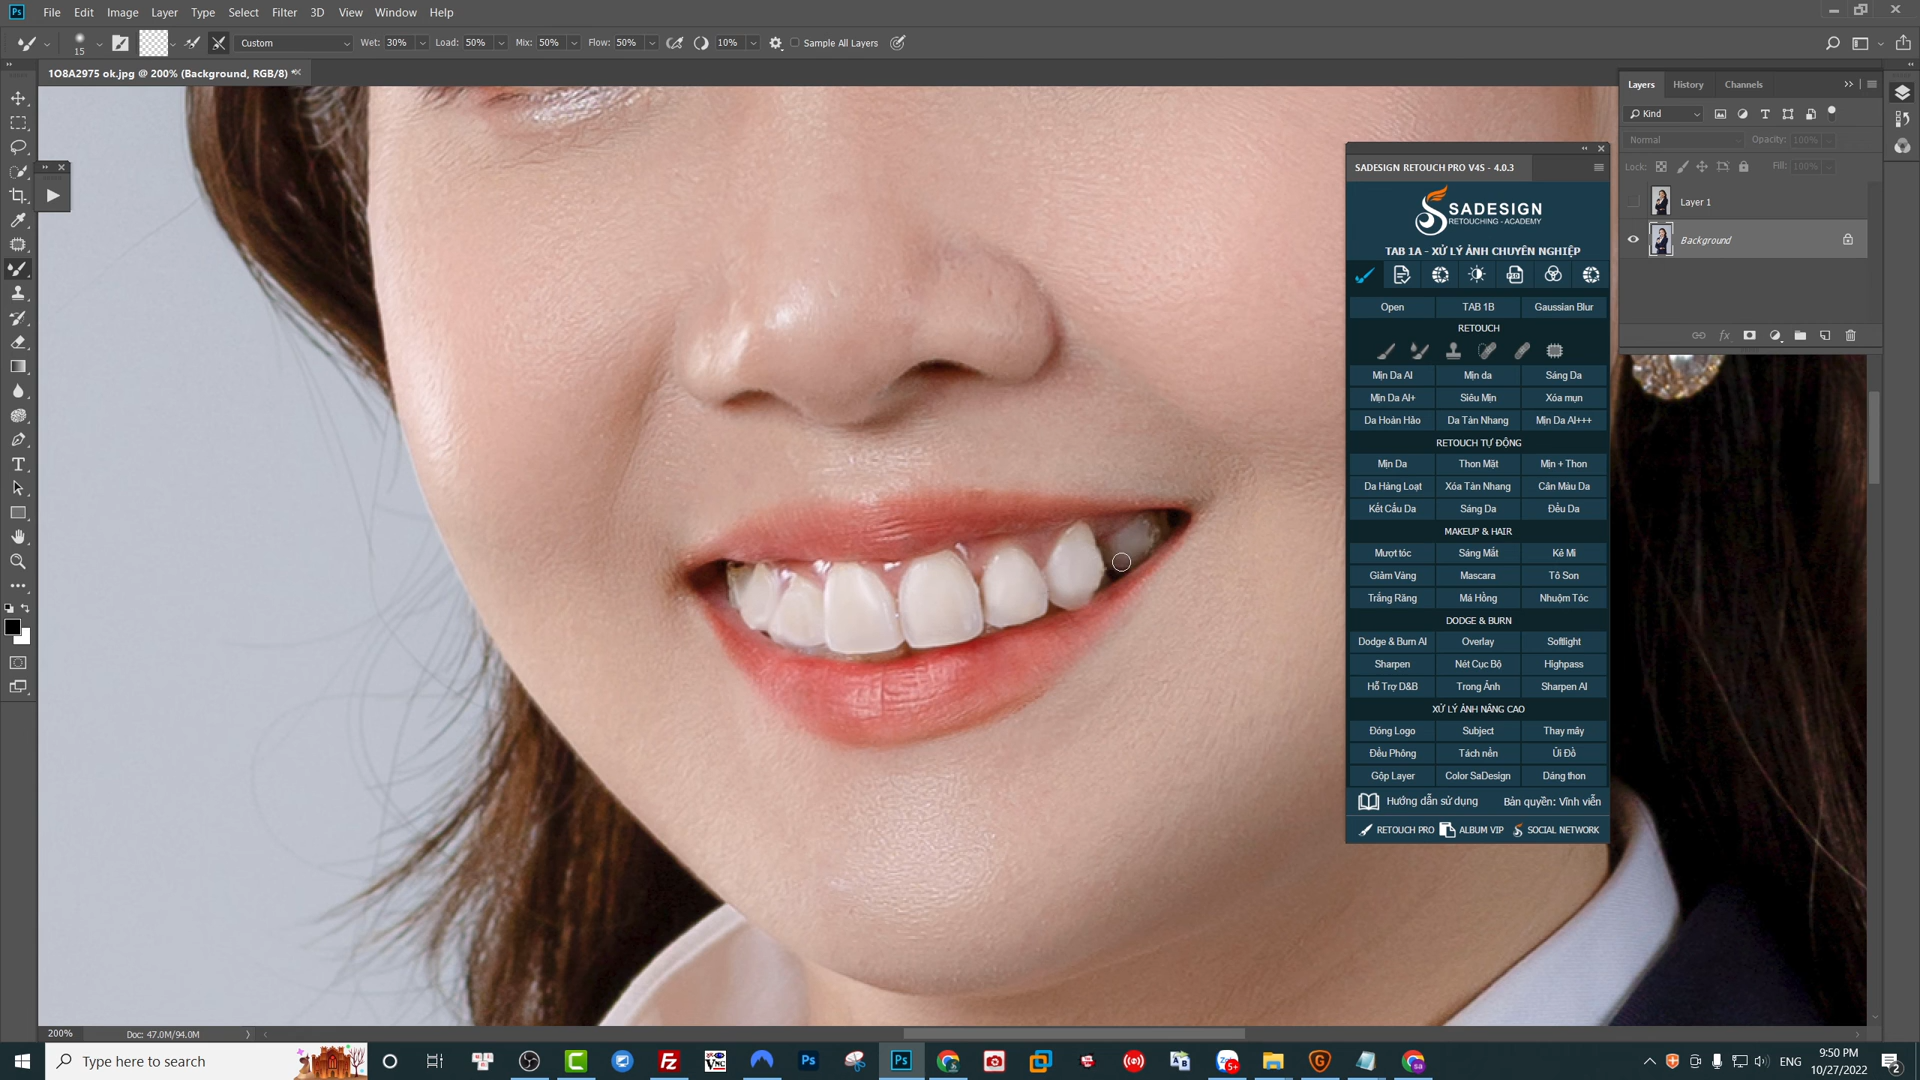 File Edit Image Layer Type Select Filter 3D View Window Help
15 Custom Wet: 30% Load: 50% Mix: 50% Flow: 50% 10% Sample All Layers
1O8A2975 ok.jpg @ 200% (Background, RGB/8) *
Layers History Channels
Kind
Normal Opacity: 100%
Lock: Fill: 100%
Layer 1
Background
SADESIGN RETOUCH PRO V4S - 4.0.3
SADESIGN
RETOUCHING - ACADEMY
TAB 1A - XỬ LÝ ẢNH CHUYÊN NGHIỆP
Open TAB 1B Gaussian Blur
RETOUCH
Mịn Da AI Mịn da Sáng Da
Mịn Da AI+ Siêu Mịn Xóa mụn
Da Hoàn Hảo Da Tàn Nhang Mịn Da AI+++
RETOUCH TỰ ĐỘNG
Mịn Da Thon Mặt Mịn + Thon
Da Hàng Loạt Xóa Tàn Nhang Cân Màu Da
Kết Cấu Da Sáng Da Đều Da
MAKEUP & HAIR
Mượt tóc Sáng Mắt Kẻ Mi
Giảm Vàng Mascara Tô Son
Trắng Răng Má Hồng Nhuộm Tóc
DODGE & BURN
Dodge & Burn AI Overlay Softlight
Sharpen Nét Cục Bộ Highpass
Hỗ Trợ D&B Trong Ảnh Sharpen AI
XỬ LÝ ẢNH NÂNG CAO
Đóng Logo Subject Thay mây
Đều Phông Tách nền Ủi Đồ
Gộp Layer Color SaDesign Dáng thon
Hướng dẫn sử dụng Bản quyền: Vĩnh viễn
RETOUCH PRO ALBUM VIP SOCIAL NETWORK
200% Doc: 47.0M/94.0M
Type here to search
ENG
9:50 PM
10/27/2022
2